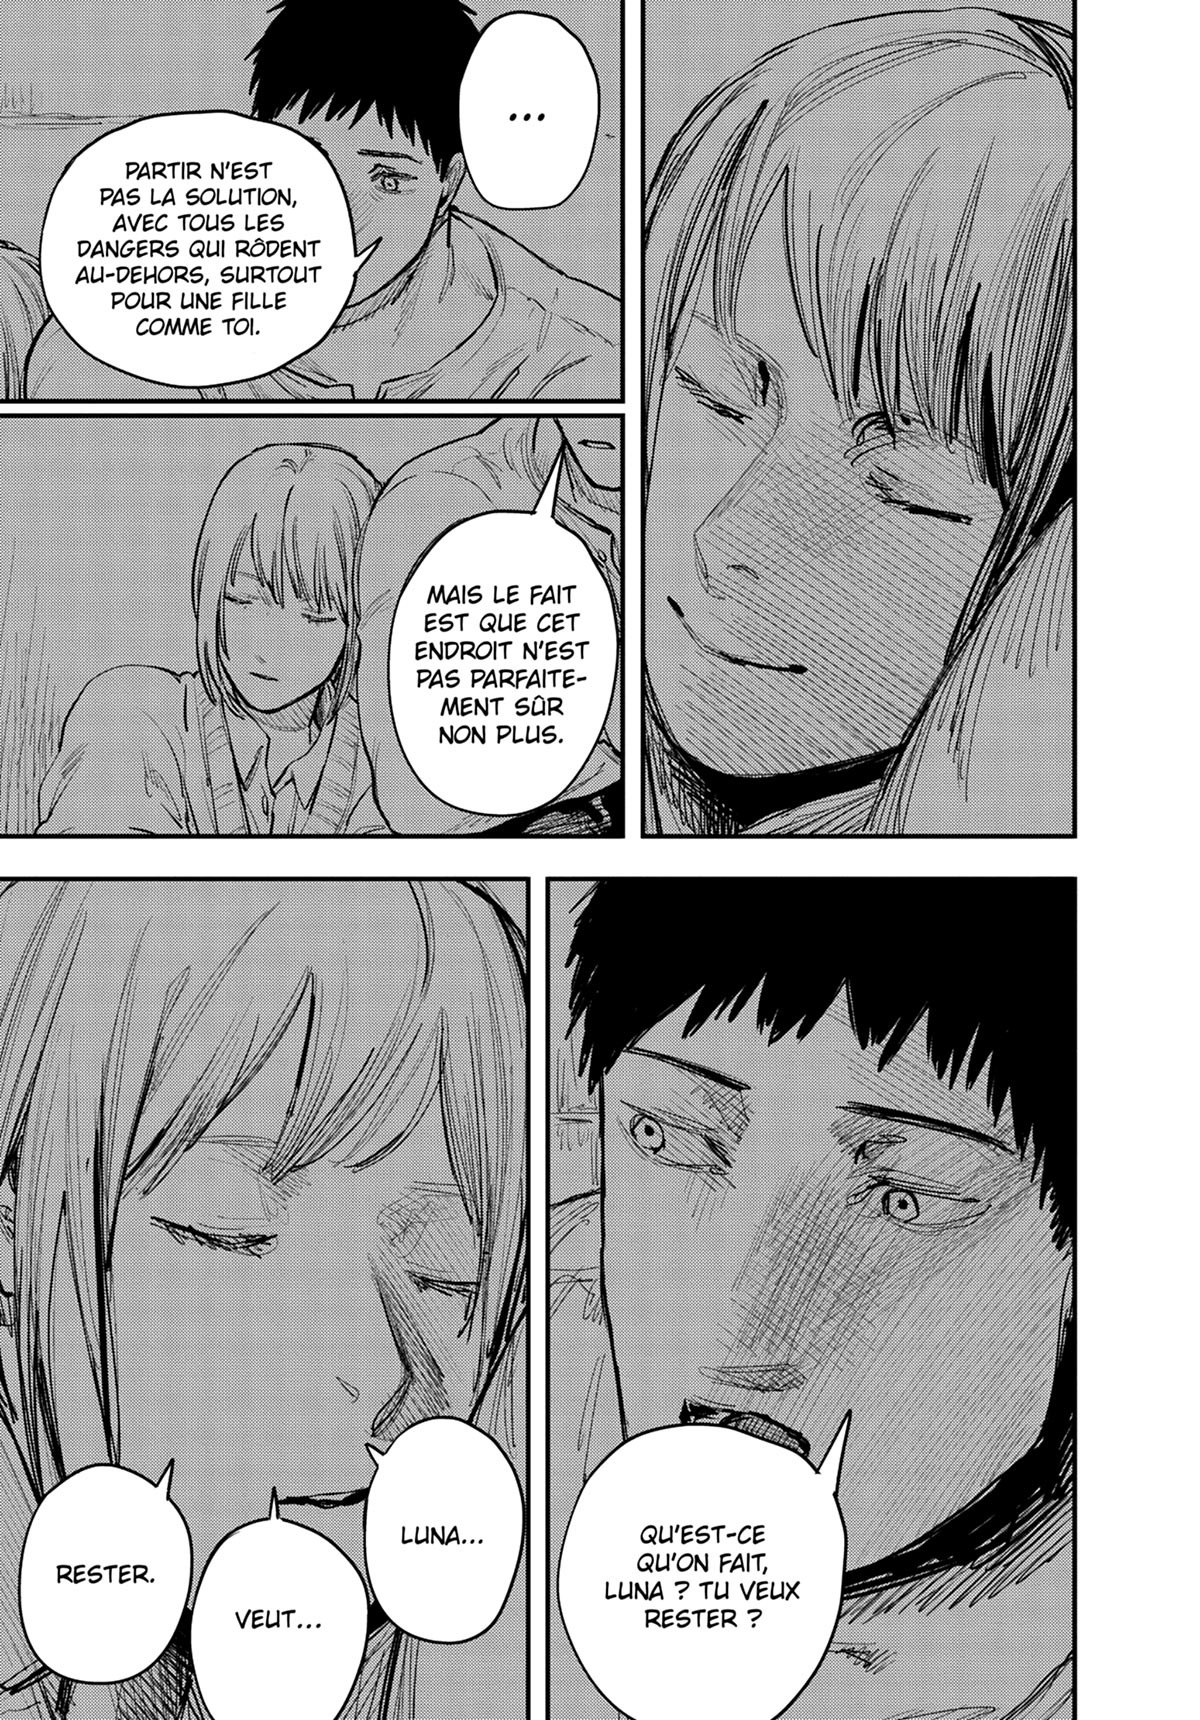 ...
PARTIR N'EST
PAS LA SOLUTION,
AVEC TOUS LES
DANGERS QUI RÔDENT
AU-DEHORS, SURTOUT
POUR UNE FILLE
COMME TOI.
MAIS LE FAIT
EST QUE CET
ENDROIT N'EST
PAS PARFAITE-
MENT SÛR
NON PLUS.
QU'EST-CE
QU'ON FAIT,
LUNA ? TU VEUX
RESTER ?
LUNA...
VEUT...
RESTER.